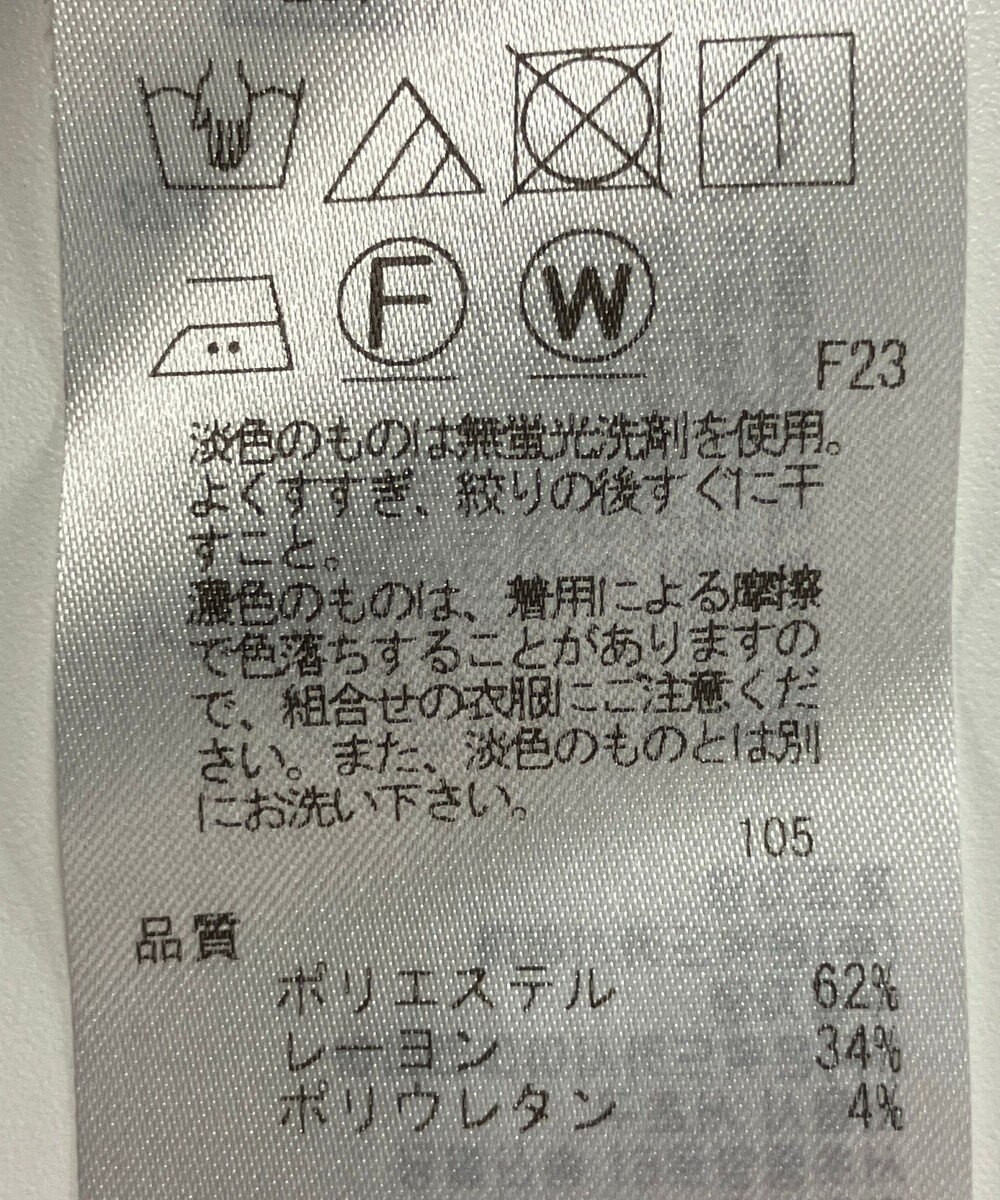 F W
F23
淡色のものは無蛍光洗剤を使用。
よくすすぎ、絞りの後すぐに干
すこと。
濃色のものは、着用による摩擦
で色落ちすることがありますの
で、組合せの衣服にご注意くだ
さい。また、淡色のものとは別
にお洗い下さい。
105
品質
ポリエステル 62%
レーヨン 34%
ポリウレタン 4%